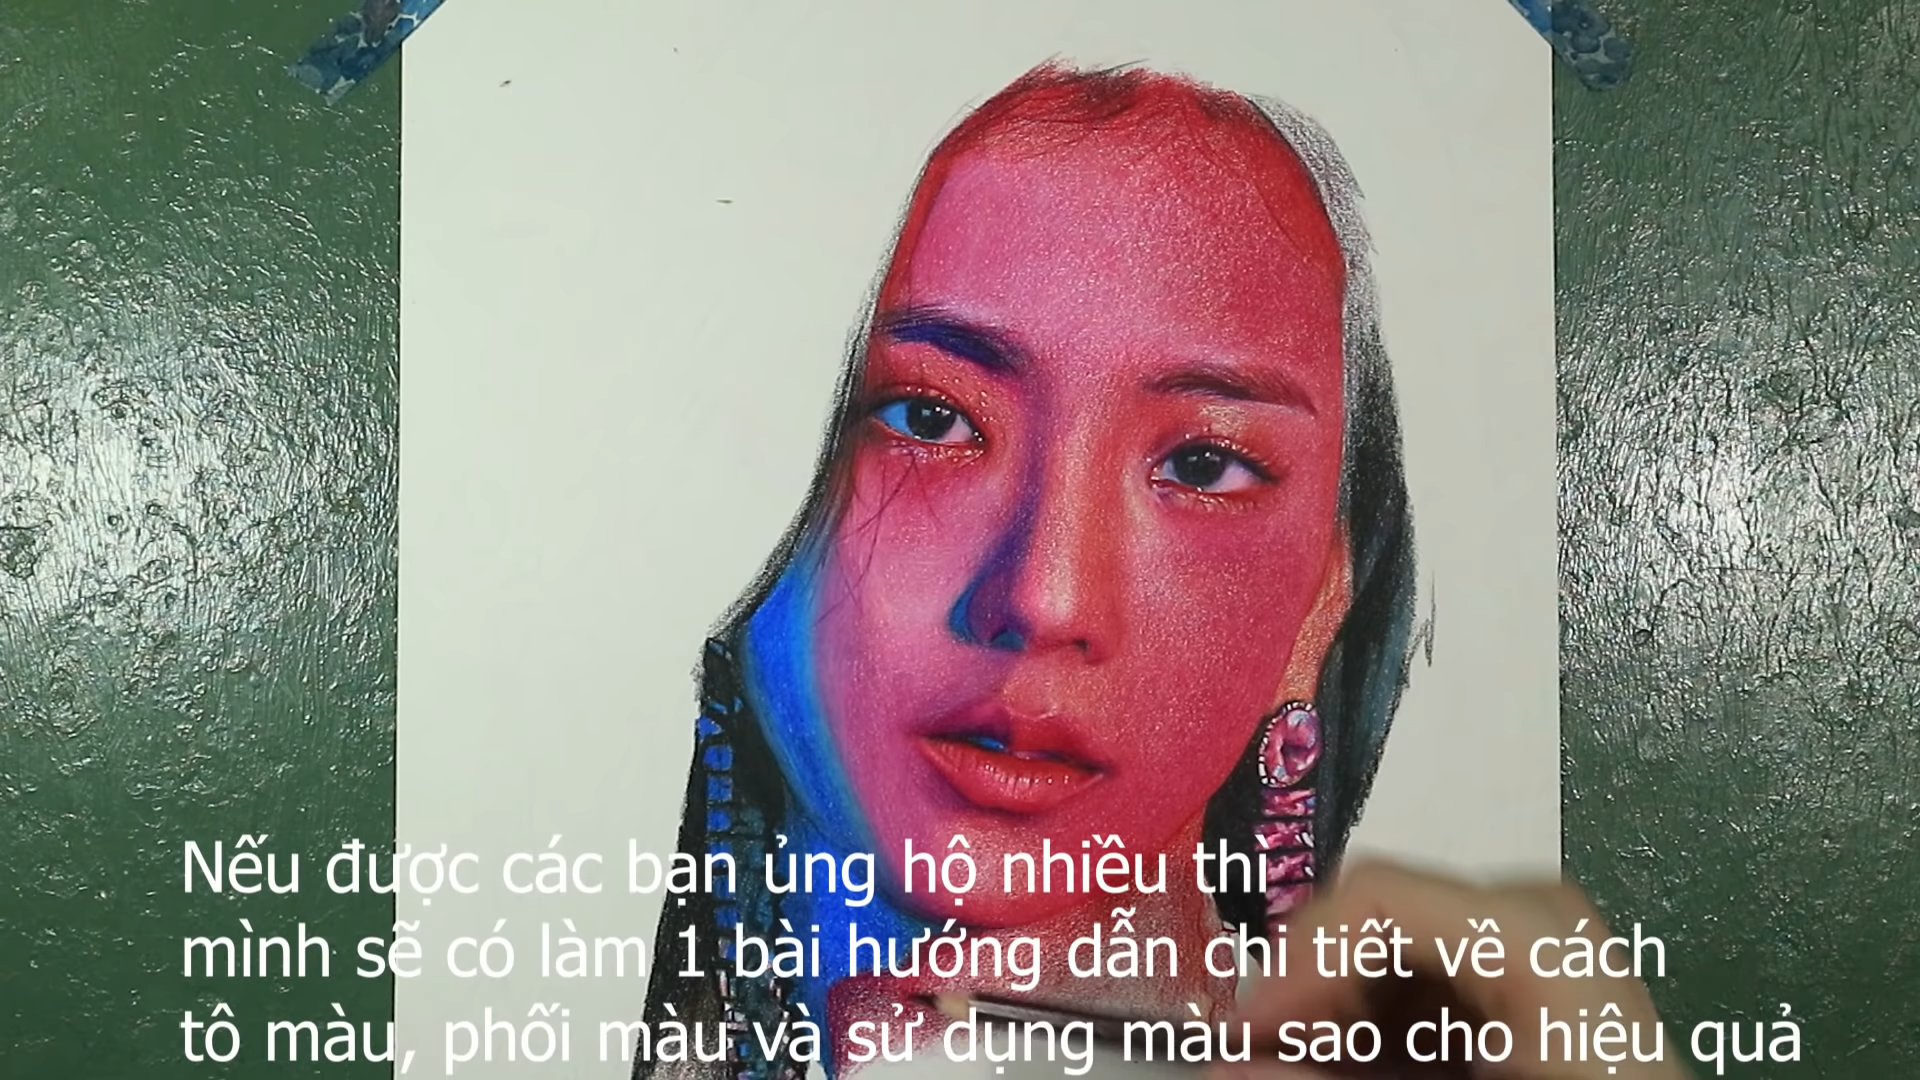 Nếu được các bạn ủng hộ nhiều thì
mình sẽ có làm 1 bài hướng dẫn chi tiết về cách
tô màu, phối màu và sử dụng màu sao cho hiệu quả